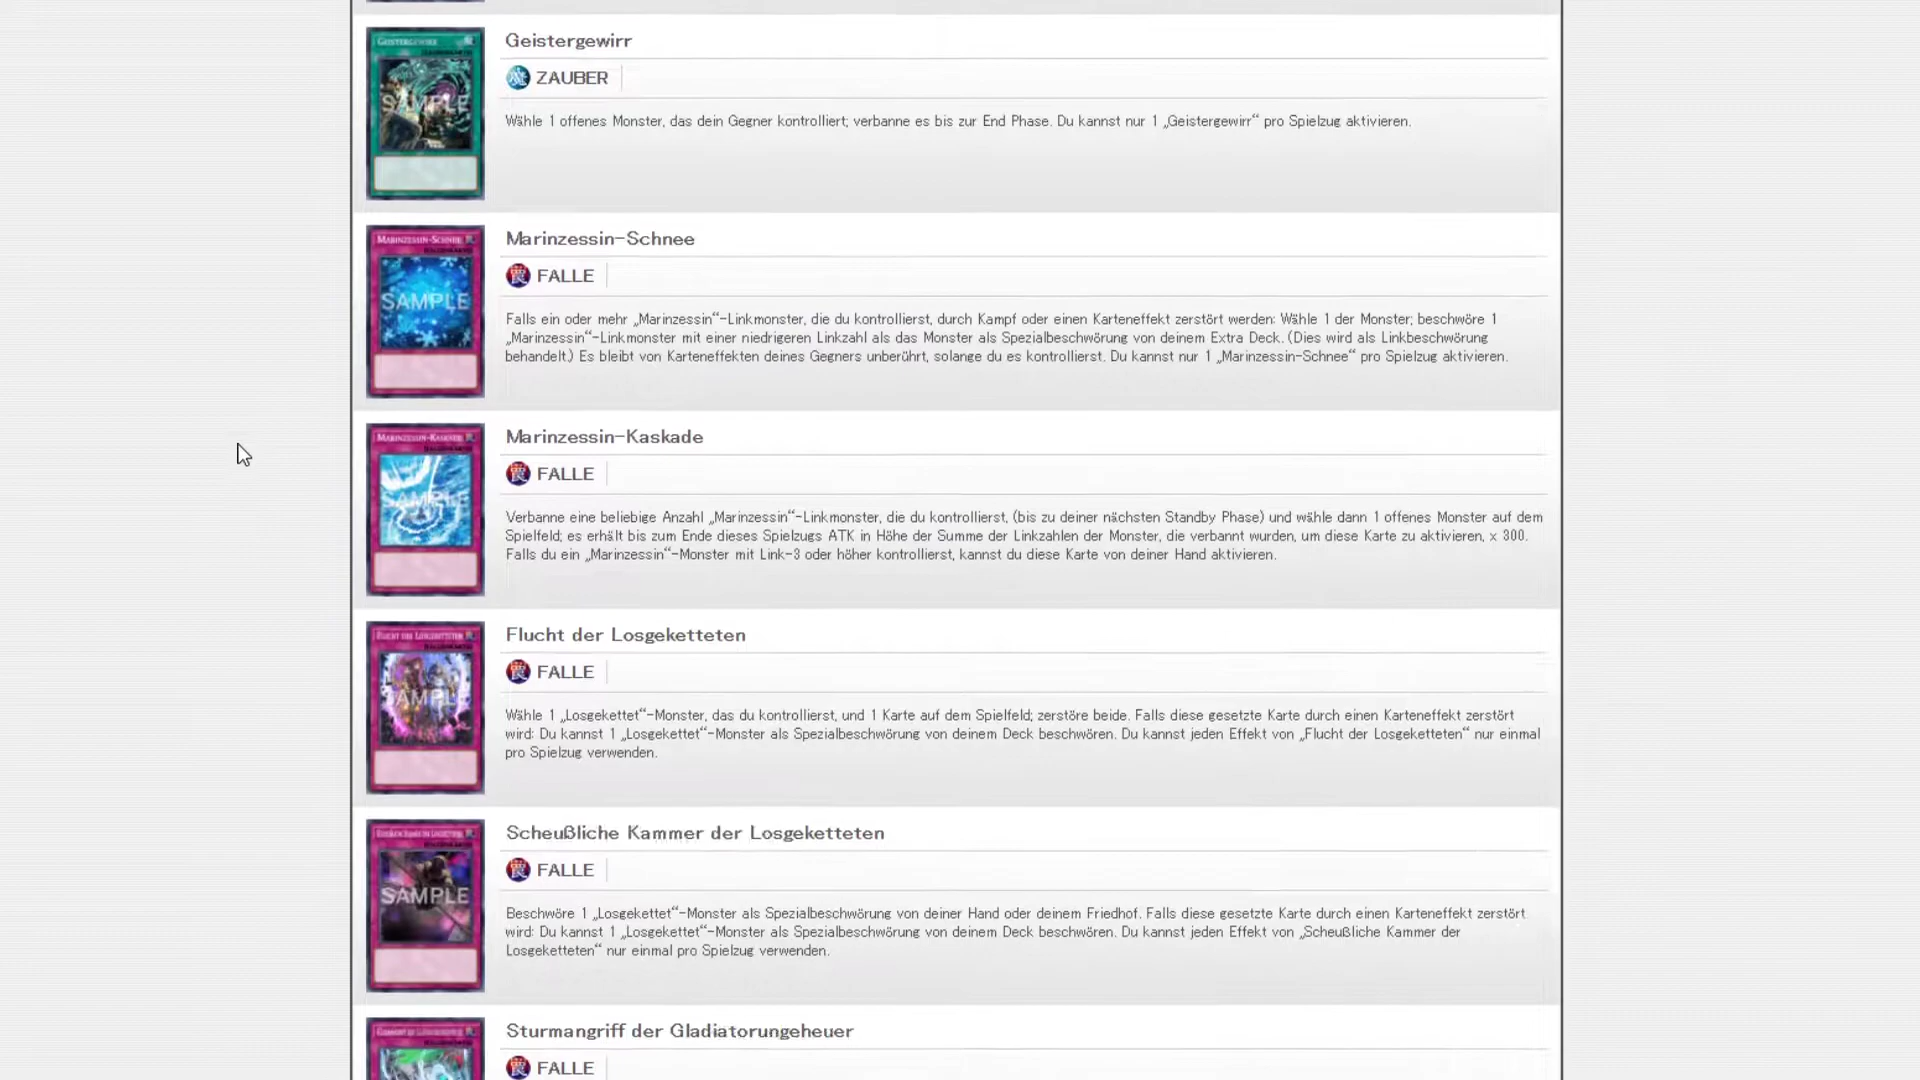 Geistergewirr
ZAUBER
GEISTERGEWIRR
SAMPLE
Wähle 1 offenes Monster, das dein Gegner kontrolliert; verbanne es bis zur End Phase. Du kannst nur 1 „Geistergewirr“ pro Spielzug aktivieren.
Marinzessin-Schnee
FALLE
MARINZESSIN-SCHNEE
SAMPLE
Falls ein oder mehr „Marinzessin“-Linkmonster, die du kontrollierst, durch Kampf oder einen Karteneffekt zerstört werden: Wähle 1 der Monster; beschwöre 1
„Marinzessin“-Linkmonster mit einer niedrigeren Linkzahl als das Monster als Spezialbeschwörung von deinem Extra Deck. (Dies wird als Linkbeschwörung
behandelt.) Es bleibt von Karteneffekten deines Gegners unberührt, solange du es kontrollierst. Du kannst nur 1 „Marinzessin-Schnee“ pro Spielzug aktivieren.
Marinzessin-Kaskade
FALLE
MARINZESSIN-KASKADE
SAMPLE
Verbanne eine beliebige Anzahl „Marinzessin“-Linkmonster, die du kontrollierst, (bis zu deiner nächsten Standby Phase) und wähle dann 1 offenes Monster auf dem
Spielfeld; es erhält bis zum Ende dieses Spielzugs ATK in Höhe der Summe der Linkzahlen der Monster, die verbannt wurden, um diese Karte zu aktivieren, x 300.
Falls du ein „Marinzessin“-Monster mit Link-3 oder höher kontrollierst, kannst du diese Karte von deiner Hand aktivieren.
Flucht der Losgeketteten
FALLE
FLUCHT DER LOSGEKETTETEN
SAMPLE
Wähle 1 „Losgekettet“-Monster, das du kontrollierst, und 1 Karte auf dem Spielfeld; zerstöre beide. Falls diese gesetzte Karte durch einen Karteneffekt zerstört
wird: Du kannst 1 „Losgekettet“-Monster als Spezialbeschwörung von deinem Deck beschwören. Du kannst jeden Effekt von „Flucht der Losgeketteten“ nur einmal
pro Spielzug verwenden.
Scheußliche Kammer der Losgeketteten
FALLE
SAMPLE
Beschwöre 1 „Losgekettet“-Monster als Spezialbeschwörung von deiner Hand oder deinem Friedhof. Falls diese gesetzte Karte durch einen Karteneffekt zerstört
wird: Du kannst 1 „Losgekettet“-Monster als Spezialbeschwörung von deinem Deck beschwören. Du kannst jeden Effekt von „Scheußliche Kammer der
Losgeketteten“ nur einmal pro Spielzug verwenden.
Sturmangriff der Gladiatorungeheuer
FALLE